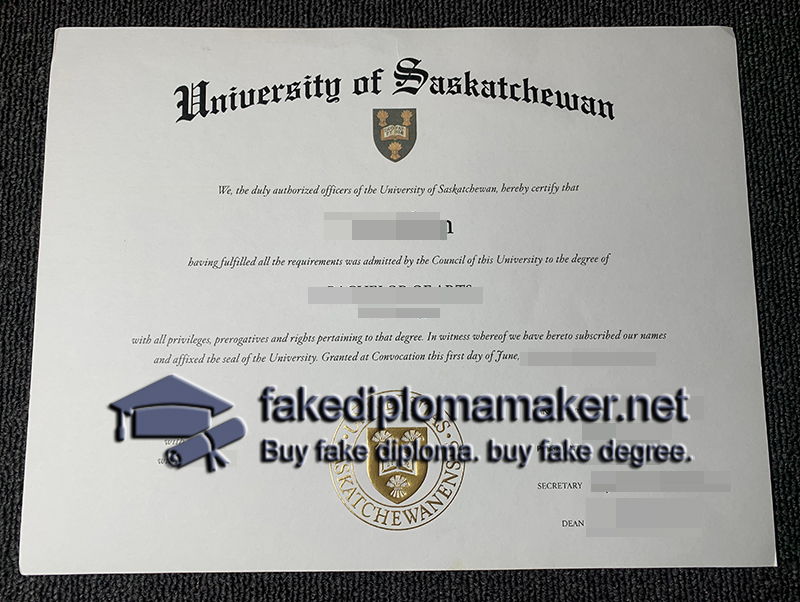 University of Saskatchewan
We, the duly authorized officers of the University of Saskatchewan, hereby certify that
having fulfilled all the requirements was admitted by the Council of this University to the degree of
BACHELOR OF ARTS
with all privileges, prerogatives and rights pertaining to that degree. In witness whereof we have hereto subscribed our names
and affixed the seal of the University. Granted at Convocation this first day of June,
fakediplomamaker.net
Buy fake diploma. buy fake degree.
SECRETARY
DEAN